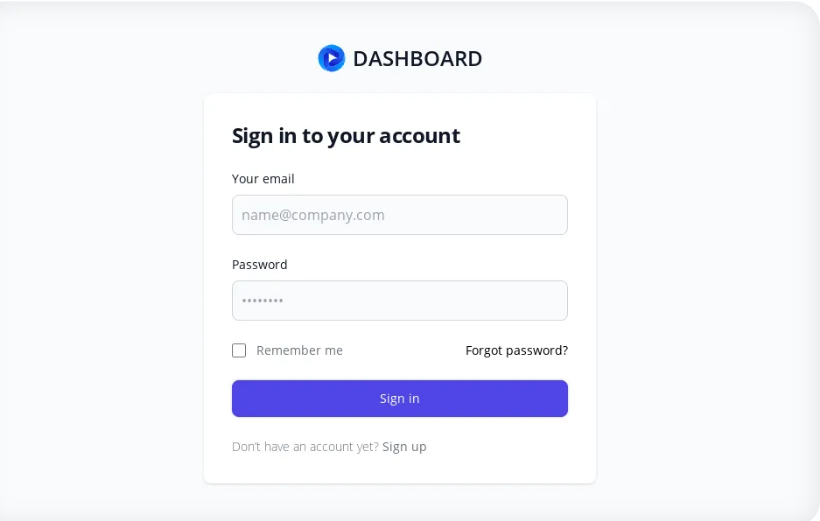 DASHBOARD
Sign in to your account
Your email
name@company.com
Password
••••••••
Remember me
Forgot password?
Sign in
Don't have an account yet? Sign up